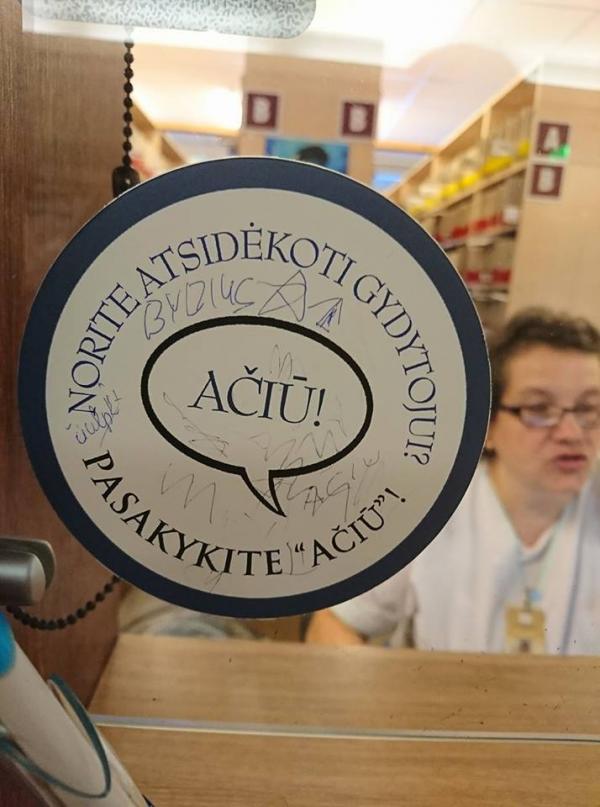 B
B
A
B
NORITE ATSIDĖKOTI GYDYTOJUI?
AČIŪ!
PASAKYKITE “AČIŪ”!